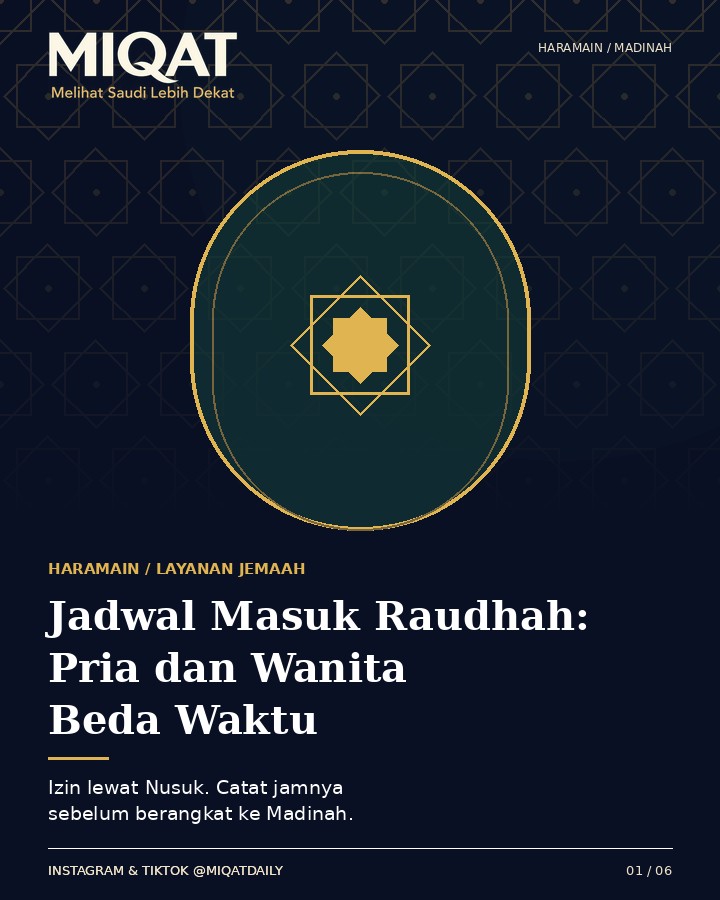 MIQAT
Melihat Saudi Lebih Dekat
HARAMAIN / MADINAH
HARAMAIN / LAYANAN JEMAAH
Jadwal Masuk Raudhah:
Pria dan Wanita
Beda Waktu
Izin lewat Nusuk. Catat jamnya
sebelum berangkat ke Madinah.
INSTAGRAM & TIKTOK @MIQATDAILY
01 / 06